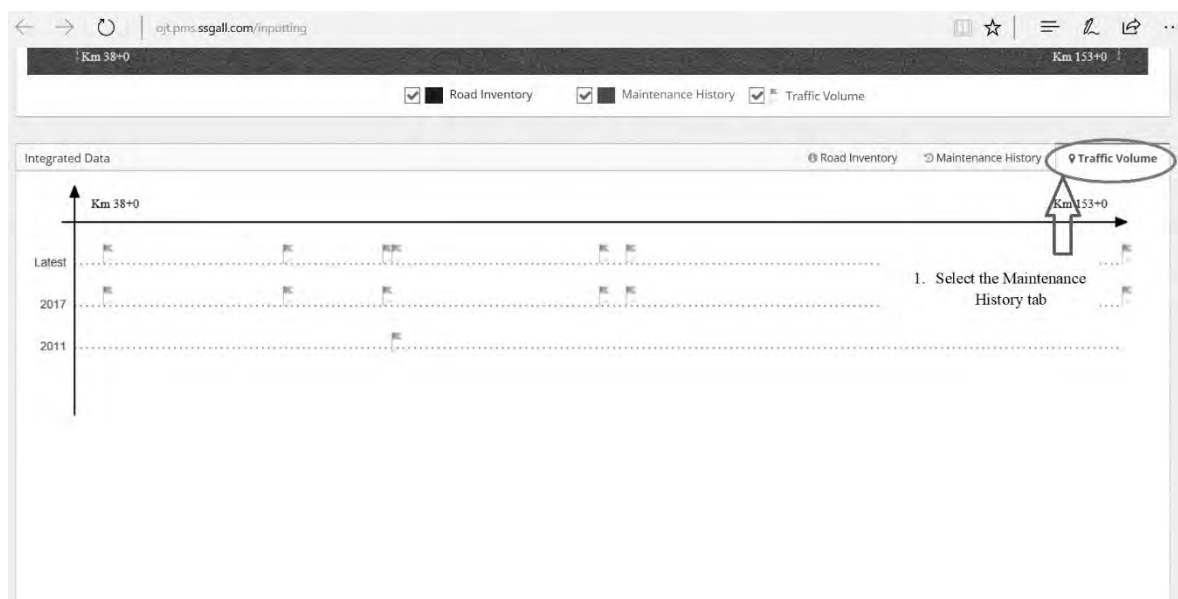 ojt.pms.ssgall.com/inputting
Km 38+0 Km 153+0
Road Inventory Maintenance History Traffic Volume
Integrated Data Road Inventory Maintenance History Traffic Volume
Km 38+0 Km 153+0
Latest
1. Select the Maintenance
History tab
2017
2011